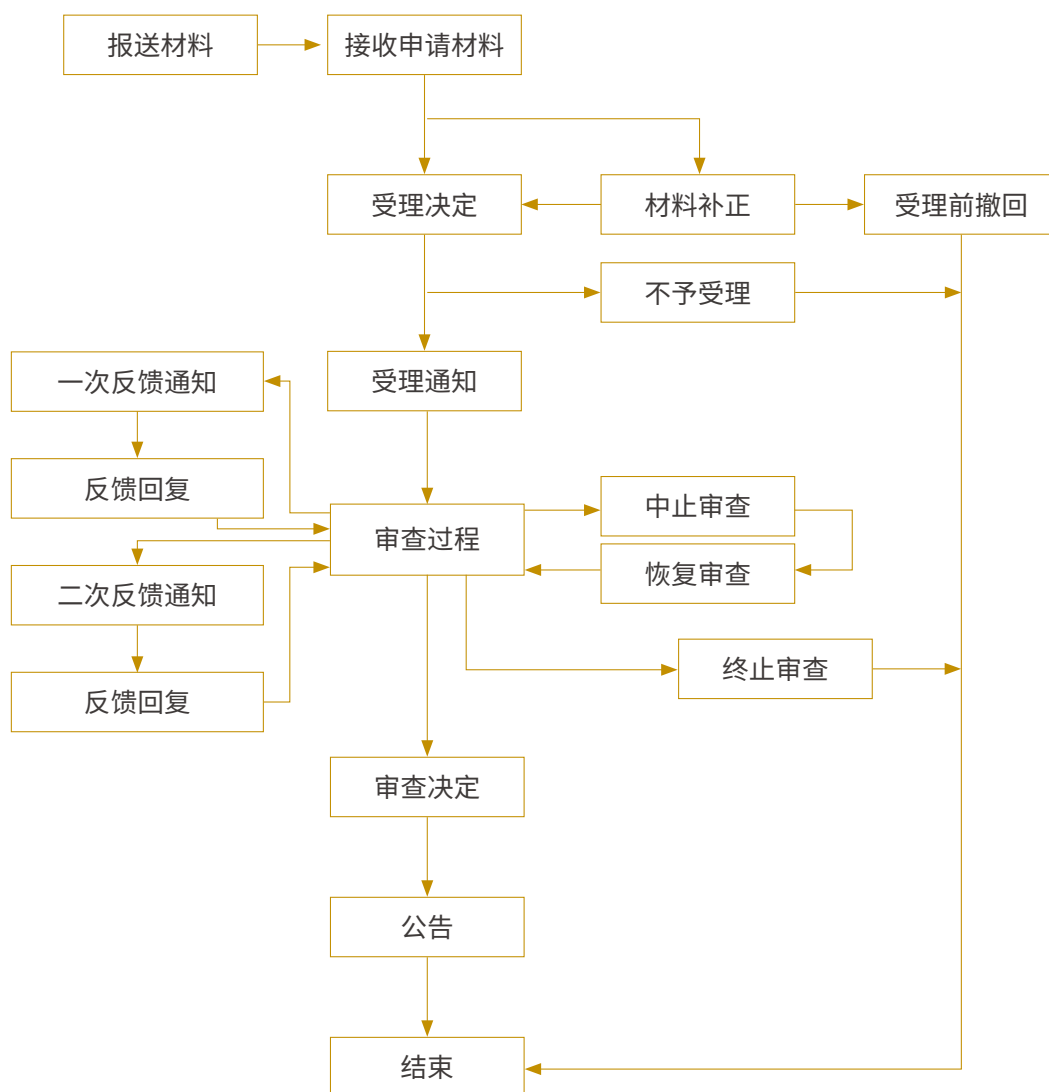 报送材料
接收申请材料
受理决定
材料补正
受理前撤回
不予受理
一次反馈通知
受理通知
反馈回复
中止审查
审查过程
恢复审查
二次反馈通知
终止审查
反馈回复
审查决定
公告
结束